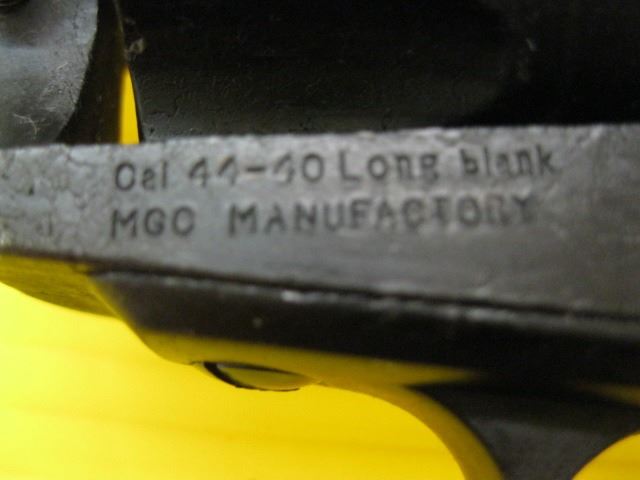 Cal 44-40 Long blank
MGC MANUFACTORY